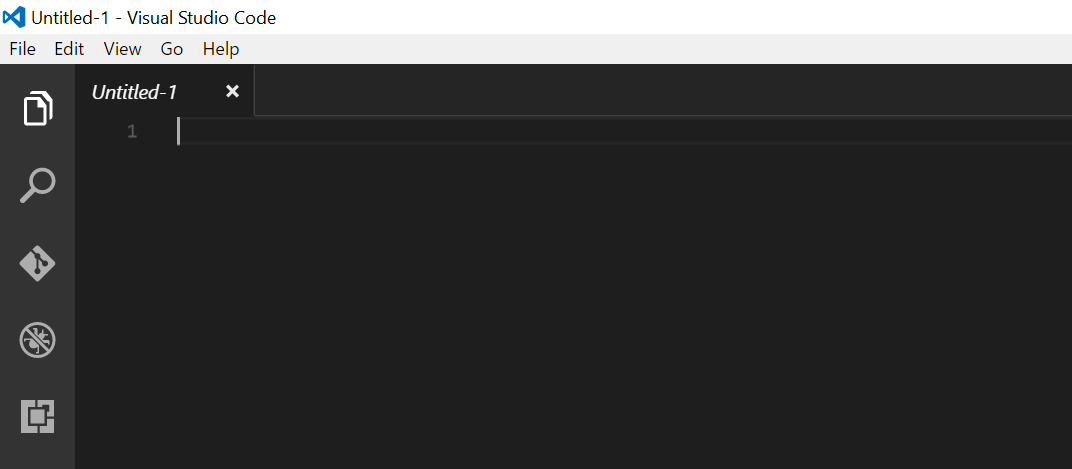 Untitled-1 - Visual Studio Code
File Edit View Go Help
Untitled-1
1